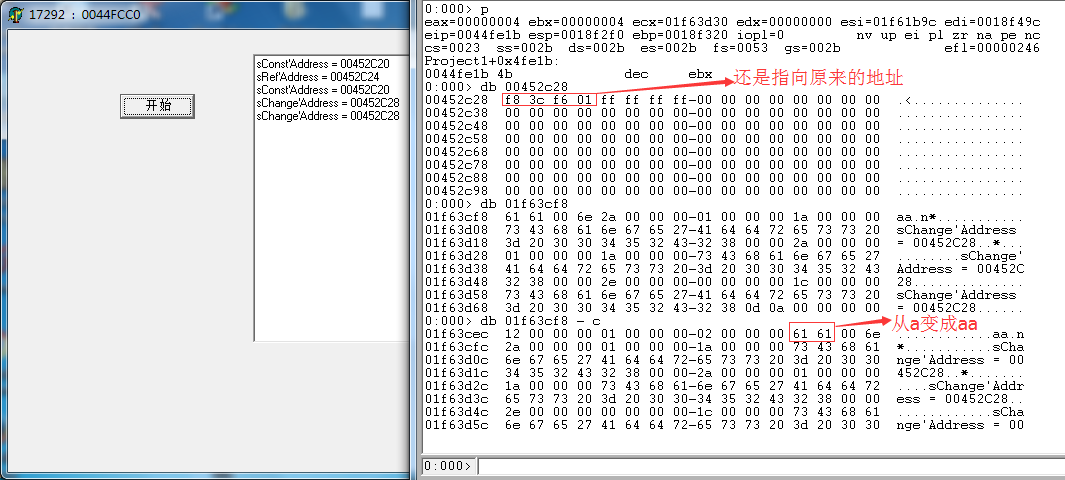 17292 : 0044FCC0
开始
sConst'Address = 00452C20
sRef'Address = 00452C24
sConst'Address = 00452C20
sChange'Address = 00452C28
sChange'Address = 00452C28
0:000> p
eax=00000004 ebx=00000004 ecx=01f63d30 edx=00000000 esi=01f61b9c edi=0018f49c
eip=0044fe1b esp=0018f2f0 ebp=0018f320 iopl=0         nv up ei pl zr na pe nc
cs=0023  ss=002b  ds=002b  es=002b  fs=0053  gs=002b             efl=00000246
Project1+0x4fe1b:
0044fe1b 4b              dec     ebx
还是指向原来的地址
0:000> db 00452c28
00452c28  f8 3c f6 01 ff ff ff ff-00 00 00 00 00 00 00 00  .<..............
00452c38  00 00 00 00 00 00 00 00-00 00 00 00 00 00 00 00  ................
00452c48  00 00 00 00 00 00 00 00-00 00 00 00 00 00 00 00  ................
00452c58  00 00 00 00 00 00 00 00-00 00 00 00 00 00 00 00  ................
00452c68  00 00 00 00 00 00 00 00-00 00 00 00 00 00 00 00  ................
00452c78  00 00 00 00 00 00 00 00-00 00 00 00 00 00 00 00  ................
00452c88  00 00 00 00 00 00 00 00-00 00 00 00 00 00 00 00  ................
00452c98  00 00 00 00 00 00 00 00-00 00 00 00 00 00 00 00  ................
0:000> db 01f63cf8
01f63cf8  61 61 00 6e 2a 00 00 00-01 00 00 00 1a 00 00 00  aa.n*...........
01f63d08  73 43 68 61 6e 67 65 27-41 64 64 72 65 73 73 20  sChange'Address
01f63d18  3d 20 30 30 34 35 32 43-32 38 00 00 2a 00 00 00  = 00452C28..*...
01f63d28  01 00 00 00 1a 00 00 00-73 43 68 61 6e 67 65 27  ........sChange'
01f63d38  41 64 64 72 65 73 73 20-3d 20 30 30 34 35 32 43  Address = 00452C
01f63d48  32 38 00 00 2e 00 00 00-00 00 00 00 1c 00 00 00  28..............
01f63d58  73 43 68 61 6e 67 65 27-41 64 64 72 65 73 73 20  sChange'Address
01f63d68  3d 20 30 30 34 35 32 43-32 38 0d 0a 00 00 00 00  = 00452C28......
0:000> db 01f63cf8 - c
从a变成aa
01f63cec  12 00 00 00 01 00 00 00-02 00 00 00 61 61 00 6e  ............aa.n
01f63cfc  2a 00 00 00 01 00 00 00-1a 00 00 00 73 43 68 61  *...........sCha
01f63d0c  6e 67 65 27 41 64 64 72-65 73 73 20 3d 20 30 30  nge'Address = 00
01f63d1c  34 35 32 43 32 38 00 00-2a 00 00 00 01 00 00 00  452C28..*.......
01f63d2c  1a 00 00 00 73 43 68 61-6e 67 65 27 41 64 64 72  ....sChange'Addr
01f63d3c  65 73 73 20 3d 20 30 30-34 35 32 43 32 38 00 00  ess = 00452C28..
01f63d4c  2e 00 00 00 00 00 00 00-1c 00 00 00 73 43 68 61  ............sCha
01f63d5c  6e 67 65 27 41 64 64 72-65 73 73 20 3d 20 30 30  nge'Address = 00
0:000>